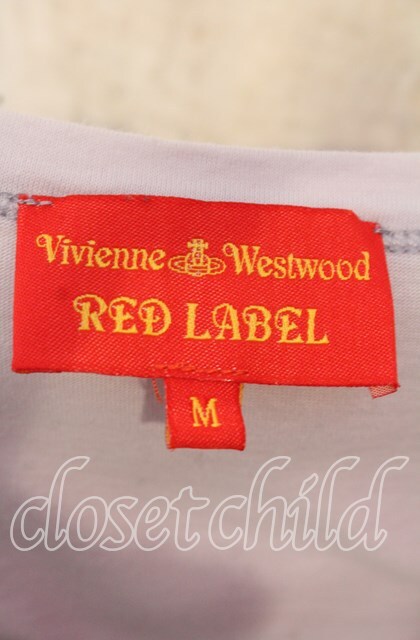 Vivienne Westwood
RED LABEL
M
closet child